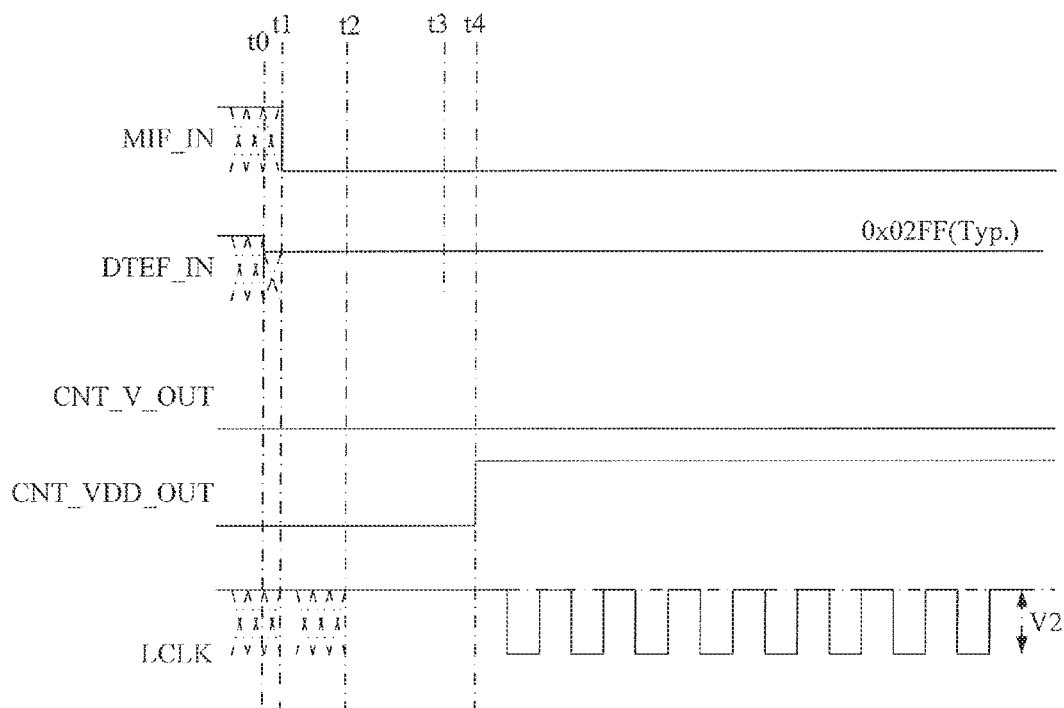 t0 t1 t2 t3 t4
MIF_IN
0x02FF(Typ.)
DTEF_IN
CNT_V_OUT
CNT_VDD_OUT
V2
LCLK